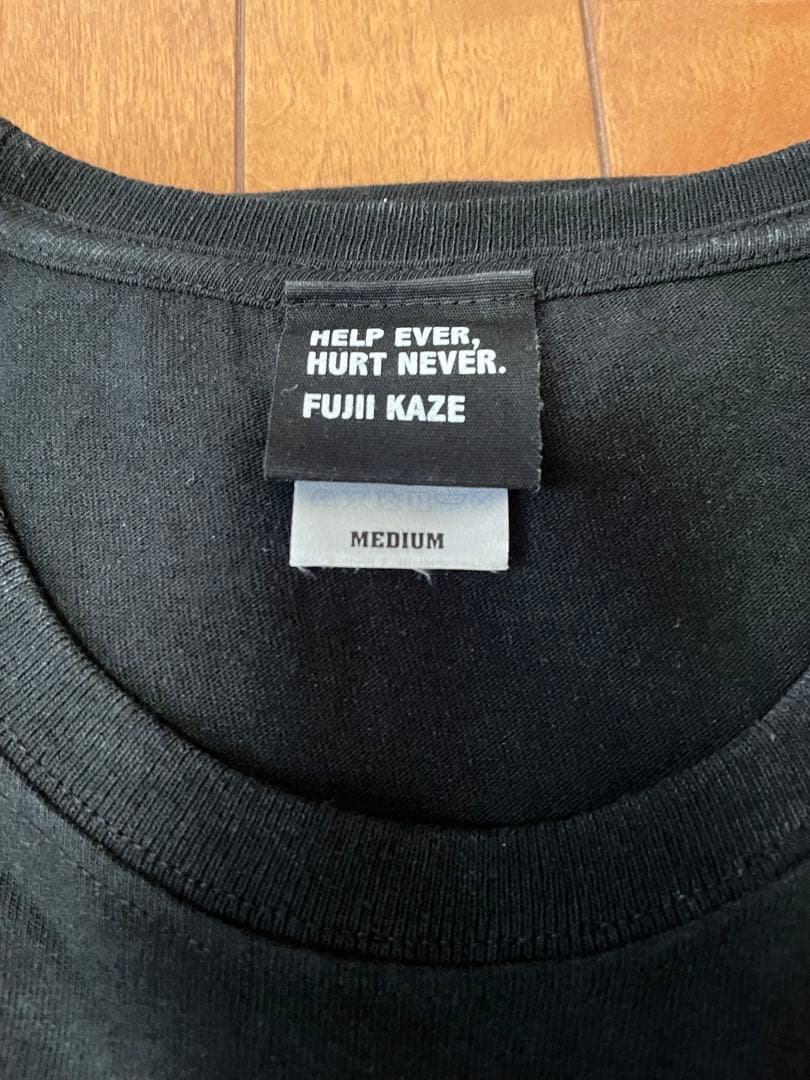 HELP EVER,
HURT NEVER.
FUJII KAZE
MEDIUM